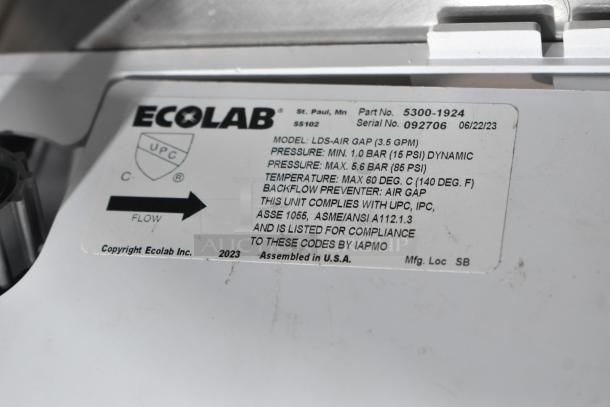 ECOLAB® St. Paul, Mn 55102
Part No. 5300-1924
Serial No. 092706 06/22/23
UPC
C ®
FLOW
MODEL: LDS-AIR GAP (3.5 GPM)
PRESSURE: MIN. 1.0 BAR (15 PSI) DYNAMIC
PRESSURE: MAX. 5.6 BAR (85 PSI)
TEMPERATURE: MAX 60 DEG. C (140 DEG. F)
BACKFLOW PREVENTER: AIR GAP
THIS UNIT COMPLIES WITH UPC, IPC,
ASSE 1055, ASME/ANSI A112.1.3
AND IS LISTED FOR COMPLIANCE
TO THESE CODES BY IAPMO
Copyright Ecolab Inc. 2023 Assembled in U.S.A. Mfg. Loc SB